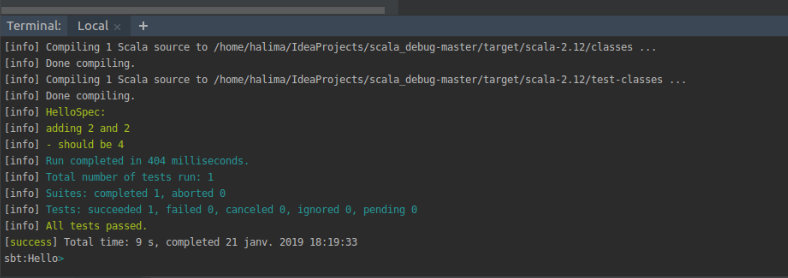 Terminal: Local × +
[info] Compiling 1 Scala source to /home/halima/IdeaProjects/scala_debug-master/target/scala-2.12/classes ...
[info] Done compiling.
[info] Compiling 1 Scala source to /home/halima/IdeaProjects/scala_debug-master/target/scala-2.12/test-classes ...
[info] Done compiling.
[info] HelloSpec:
[info] adding 2 and 2
[info] - should be 4
[info] Run completed in 404 milliseconds.
[info] Total number of tests run: 1
[info] Suites: completed 1, aborted 0
[info] Tests: succeeded 1, failed 0, canceled 0, ignored 0, pending 0
[info] All tests passed.
[success] Total time: 9 s, completed 21 janv. 2019 18:19:33
sbt:Hello>